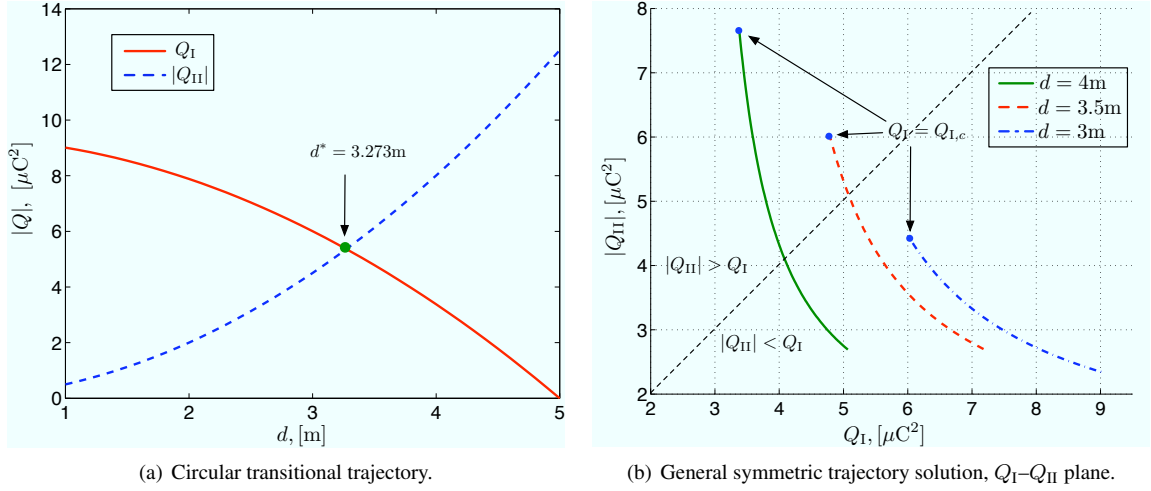 14
12
10
8
6
4
2
0
1
2
3
4
5
|Q|, [μC²]
d, [m]
Q_I
|Q_II|
d* = 3.273m
(a) Circular transitional trajectory.
8
7
6
5
4
3
2
2
3
4
5
6
7
8
9
|Q_II|, [μC²]
Q_I, [μC²]
d = 4m
d = 3.5m
d = 3m
Q_I = Q_I,c
|Q_II| > Q_I
|Q_II| < Q_I
(b) General symmetric trajectory solution, Q_I–Q_II plane.